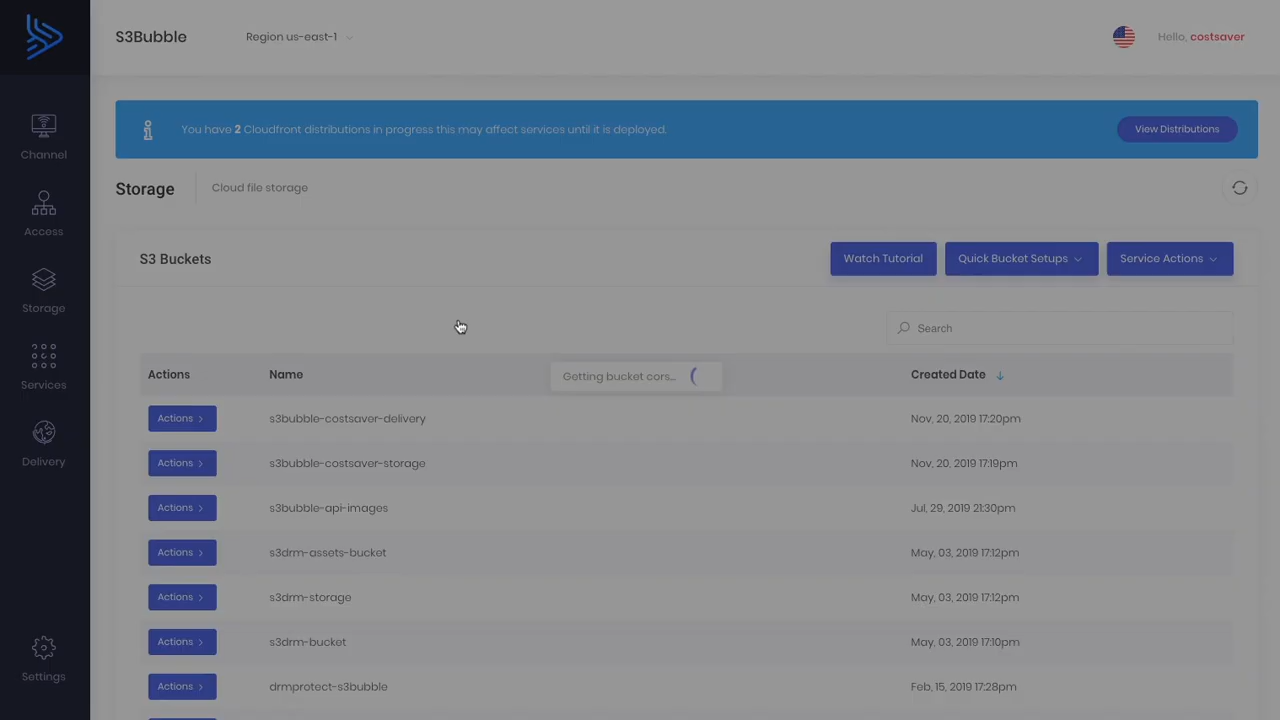 S3Bubble
Region us-east-1
Hello, costsaver
You have 2 Cloudfront distributions in progress this may affect services until it is deployed.
View Distributions
Channel
Storage
Cloud file storage
Access
S3 Buckets
Watch Tutorial
Quick Bucket Setups
Service Actions
Storage
Search
Actions
Name
Getting bucket cors...
Created Date
Services
Actions
s3bubble-costsaver-delivery
Nov, 20, 2019 17:20pm
Delivery
Actions
s3bubble-costsaver-storage
Nov, 20, 2019 17:19pm
Actions
s3bubble-api-images
Jul, 29, 2019 21:30pm
Actions
s3drm-assets-bucket
May, 03, 2019 17:12pm
Actions
s3drm-storage
May, 03, 2019 17:12pm
Actions
s3drm-bucket
May, 03, 2019 17:10pm
Settings
Actions
drmprotect-s3bubble
Feb, 15, 2019 17:28pm